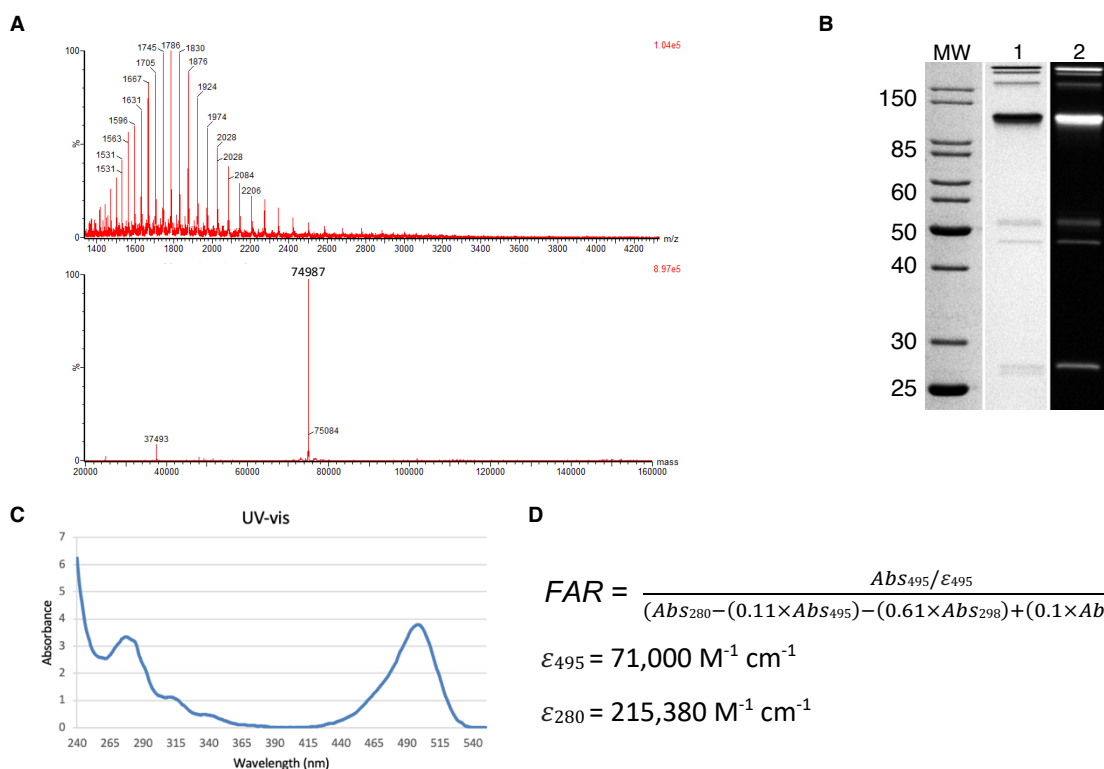 A
1.04e5
100
%
0
1745
1786
1830
1705
1876
1667
1924
1631
1596
1974
1563
2028
1531
2028
1531
2084
2206
1400 1600 1800 2000 2200 2400 2600 2800 3000 3200 3400 3600 3800 4000 4200
m/z
8.97e5
100
%
0
74987
75084
37493
20000 40000 60000 80000 100000 120000 140000 160000
mass
B
MW 1 2
150
85
60
50
40
30
25
C
UV-vis
Absorbance
7
6
5
4
3
2
1
0
240 265 290 315 340 365 390 415 440 465 490 515 540
Wavelength (nm)
D
FAR = Abs₄₉₅/ε₄₉₅
(Abs₂₈₀−(0.11×Abs₄₉₅)−(0.61×Abs₂₉₈)+(0.1×Ab
ε₄₉₅ = 71,000 M⁻¹ cm⁻¹
ε₂₈₀ = 215,380 M⁻¹ cm⁻¹